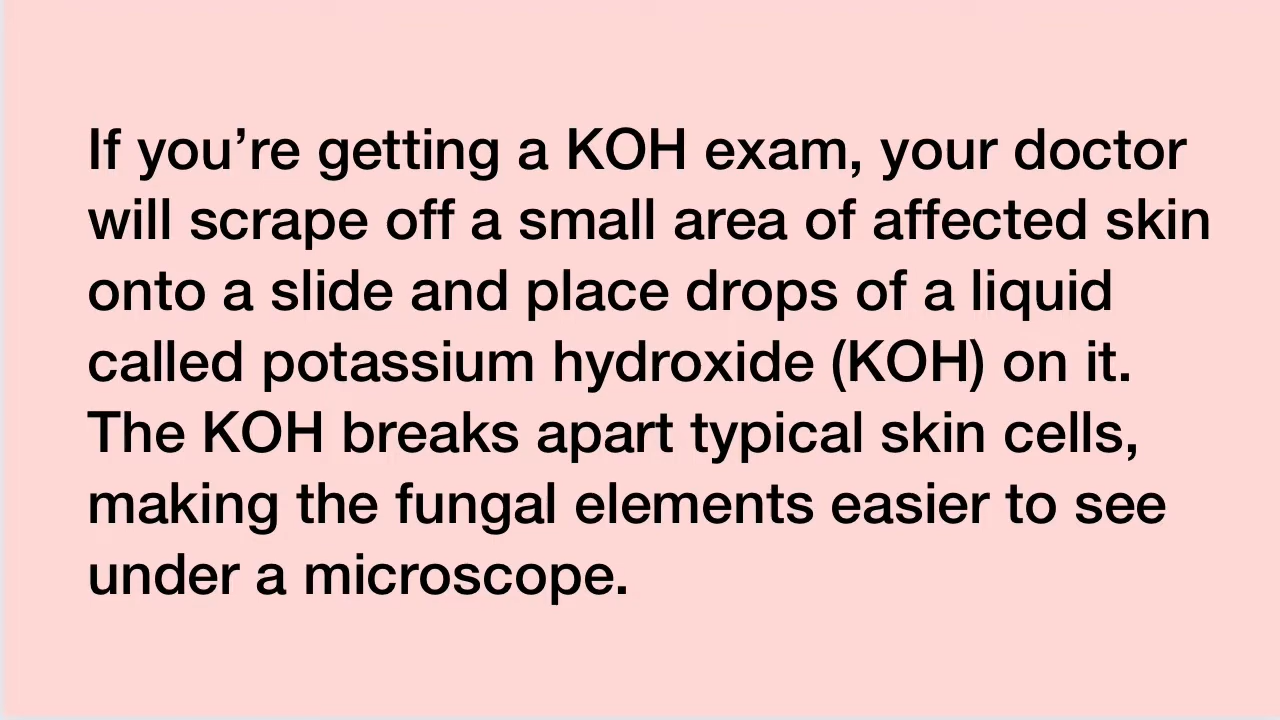 If you’re getting a KOH exam, your doctor
will scrape off a small area of affected skin
onto a slide and place drops of a liquid
called potassium hydroxide (KOH) on it.
The KOH breaks apart typical skin cells,
making the fungal elements easier to see
under a microscope.